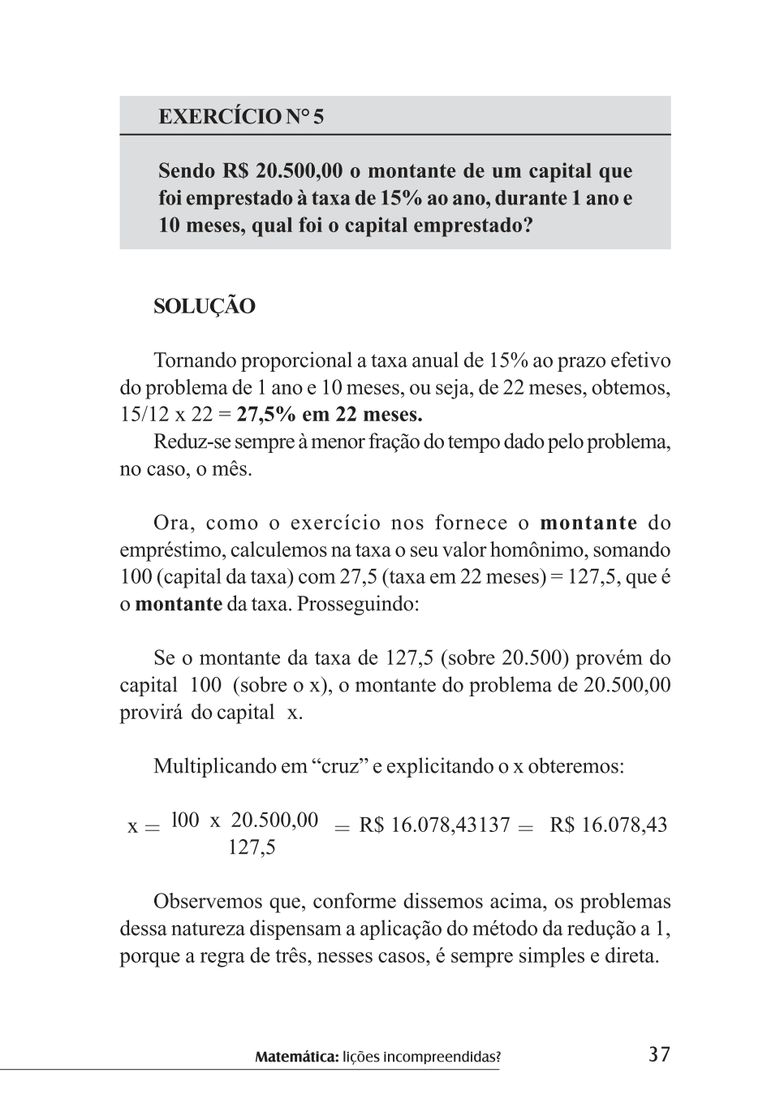 EXERCÍCIO N° 5
Sendo R$ 20.500,00 o montante de um capital que
foi emprestado à taxa de 15% ao ano, durante 1 ano e
10 meses, qual foi o capital emprestado?
SOLUÇÃO
Tornando proporcional a taxa anual de 15% ao prazo efetivo
do problema de 1 ano e 10 meses, ou seja, de 22 meses, obtemos,
15/12 x 22 = 27,5% em 22 meses.
Reduz-se sempre à menor fração do tempo dado pelo problema,
no caso, o mês.
Ora, como o exercício nos fornece o montante do
empréstimo, calculemos na taxa o seu valor homônimo, somando
100 (capital da taxa) com 27,5 (taxa em 22 meses) = 127,5, que é
o montante da taxa. Prosseguindo:
Se o montante da taxa de 127,5 (sobre 20.500) provém do
capital 100 (sobre o x), o montante do problema de 20.500,00
provirá do capital x.
Multiplicando em “cruz” e explicitando o x obteremos:
x = 100 x 20.500,00 = R$ 16.078,43137 = R$ 16.078,43
127,5
Observemos que, conforme dissemos acima, os problemas
dessa natureza dispensam a aplicação do método da redução a 1,
porque a regra de três, nesses casos, é sempre simples e direta.
Matemática: lições incompreendidas? 37